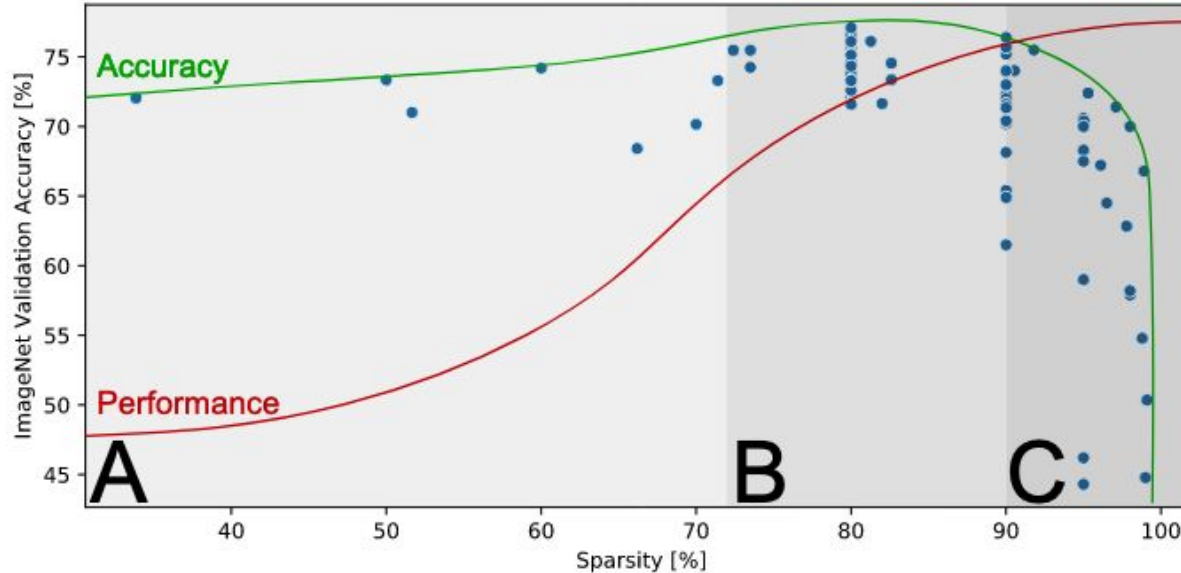 Accuracy
Performance
A
B
C
ImageNet Validation Accuracy [%]
75
70
65
60
55
50
45
40 50 60 70 80 90 100
Sparsity [%]